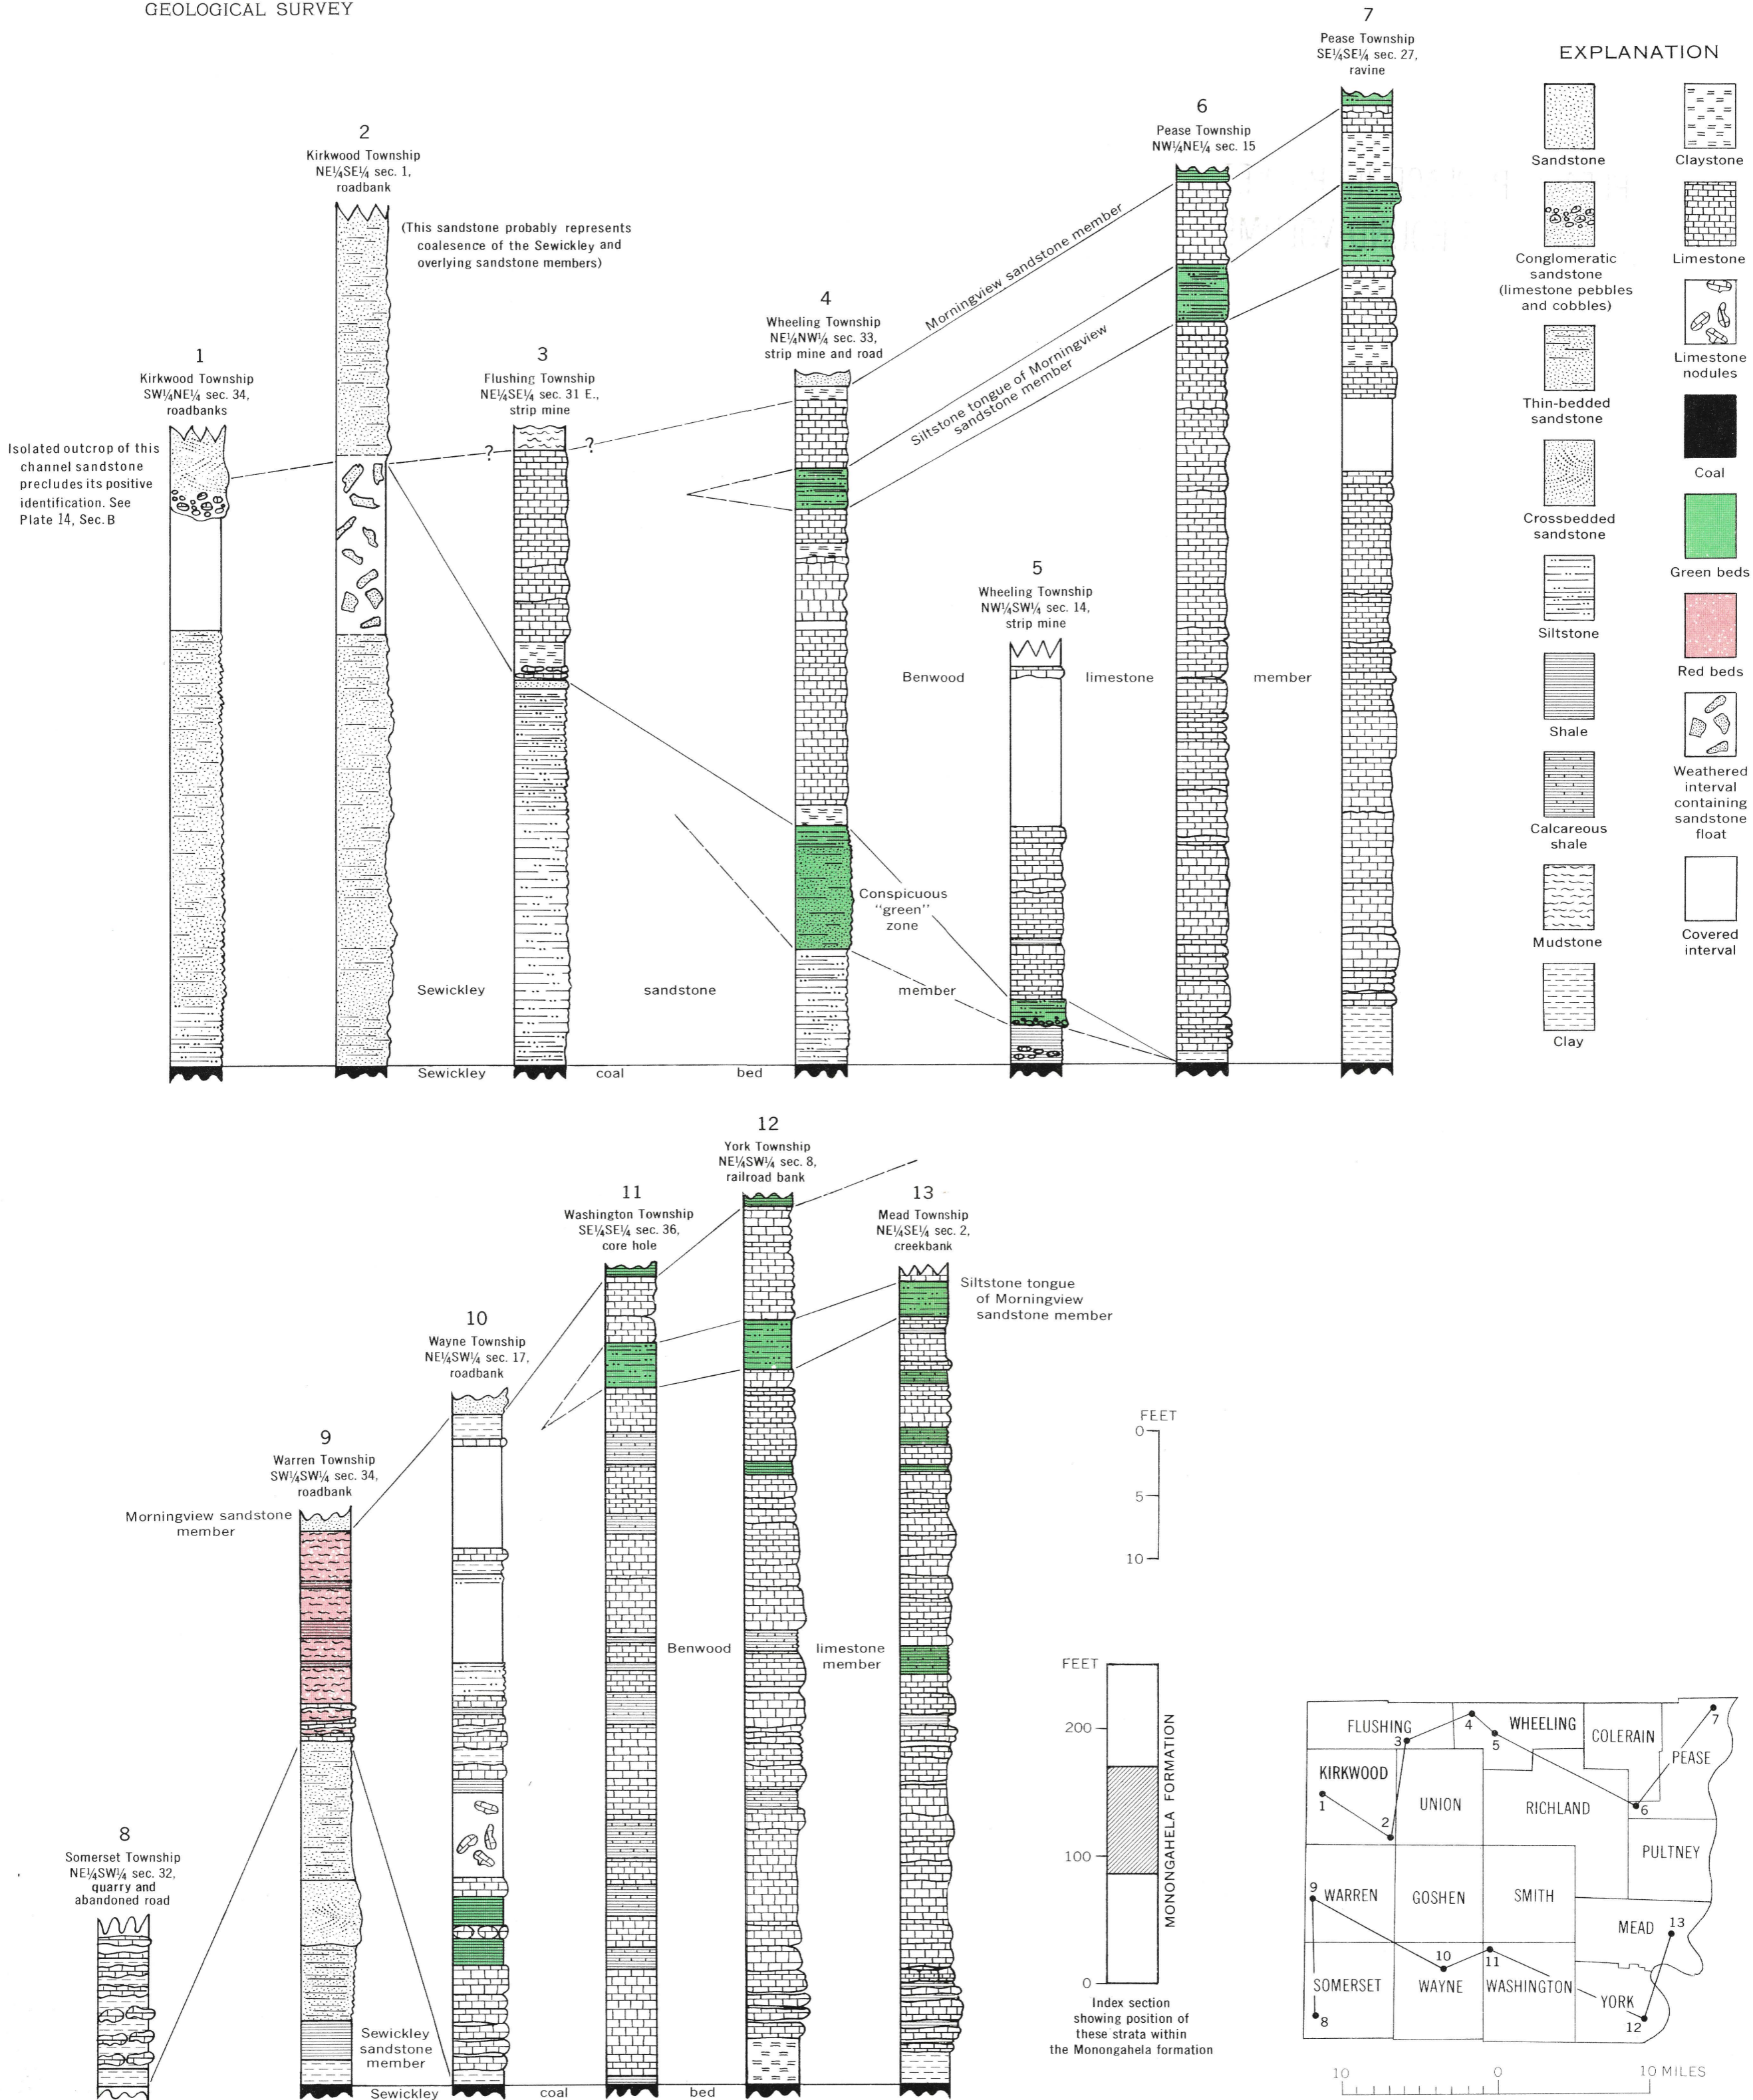 GEOLOGICAL SURVEY
1
Kirkwood Township
SW¼NE¼ sec. 34,
roadbanks
Isolated outcrop of this
channel sandstone
precludes its positive
identification. See
Plate 14, Sec. B
2
Kirkwood Township
NE¼SE¼ sec. 1,
roadbank
(This sandstone probably represents
coalesence of the Sewickley and
overlying sandstone members)
3
Flushing Township
NE¼SE¼ sec. 31 E.,
strip mine
?
?
4
Wheeling Township
NE¼NW¼ sec. 33,
strip mine and road
5
Wheeling Township
NW¼SW¼ sec. 14,
strip mine
6
Pease Township
NW¼NE¼ sec. 15
7
Pease Township
SE¼SE¼ sec. 27,
ravine
Morningview sandstone member
Siltstone tongue of Morningview
sandstone member
Benwood limestone member
Conspicuous
"green"
zone
Sewickley sandstone member
Sewickley coal bed
EXPLANATION
Sandstone
Conglomeratic
sandstone
(limestone pebbles
and cobbles)
Thin-bedded
sandstone
Crossbedded
sandstone
Siltstone
Shale
Calcareous
shale
Mudstone
Clay
Claystone
Limestone
Limestone
nodules
Coal
Green beds
Red beds
Weathered
interval
containing
sandstone
float
Covered
interval
8
Somerset Township
NE¼SW¼ sec. 32,
quarry and
abandoned road
9
Warren Township
SW¼SW¼ sec. 34,
roadbank
Morningview sandstone
member
10
Wayne Township
NE¼SW¼ sec. 17,
roadbank
11
Washington Township
SE¼SE¼ sec. 36,
core hole
12
York Township
NE¼SW¼ sec. 8,
railroad bank
13
Mead Township
NE¼SE¼ sec. 2,
creekbank
Siltstone tongue
of Morningview
sandstone member
Benwood limestone
member
Sewickley
sandstone
member
Sewickley coal bed
FEET
0
5
10
FEET
200
100
0
MONONGAHELA FORMATION
Index section
showing position of
these strata within
the Monongahela formation
FLUSHING
4
WHEELING
COLERAIN
7
3
5
PEASE
KIRKWOOD
1
2
UNION
RICHLAND
6
PULTNEY
9
WARREN
GOSHEN
SMITH
MEAD
13
10
11
SOMERSET
WAYNE
WASHINGTON
YORK
8
12
10 0 10 MILES